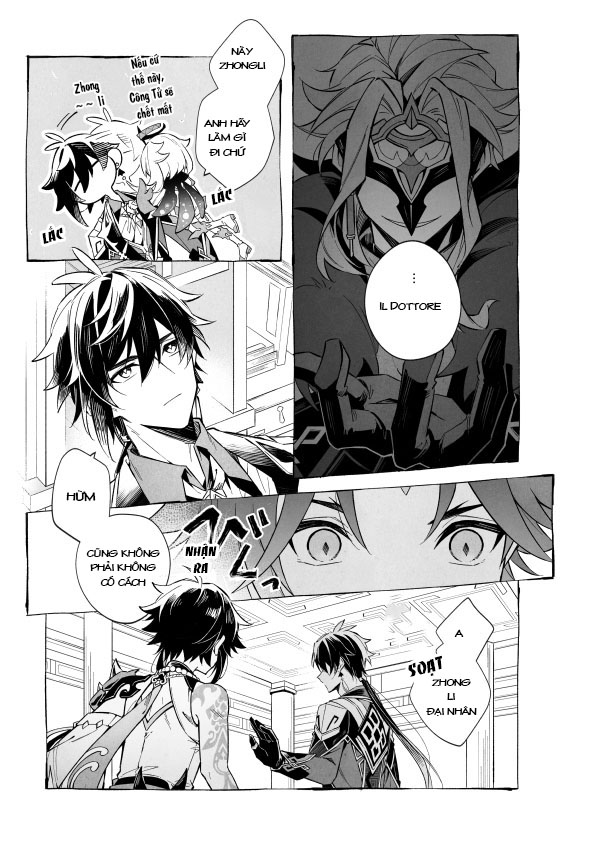 ...
IL DOTTORE
NÀY
ZHONGLI
ANH HÃY
LÀM GÌ
ĐI CHỨ
Nếu cứ
thế này,
Công Tử sẽ
chết mất
Zhong
~ ~ li
LẮC
LẮC
HỪM
CŨNG KHÔNG
PHẢI KHÔNG
CÓ CÁCH
NHẬN
RA
A
ZHONG
LI
ĐẠI NHÂN
SOẠT